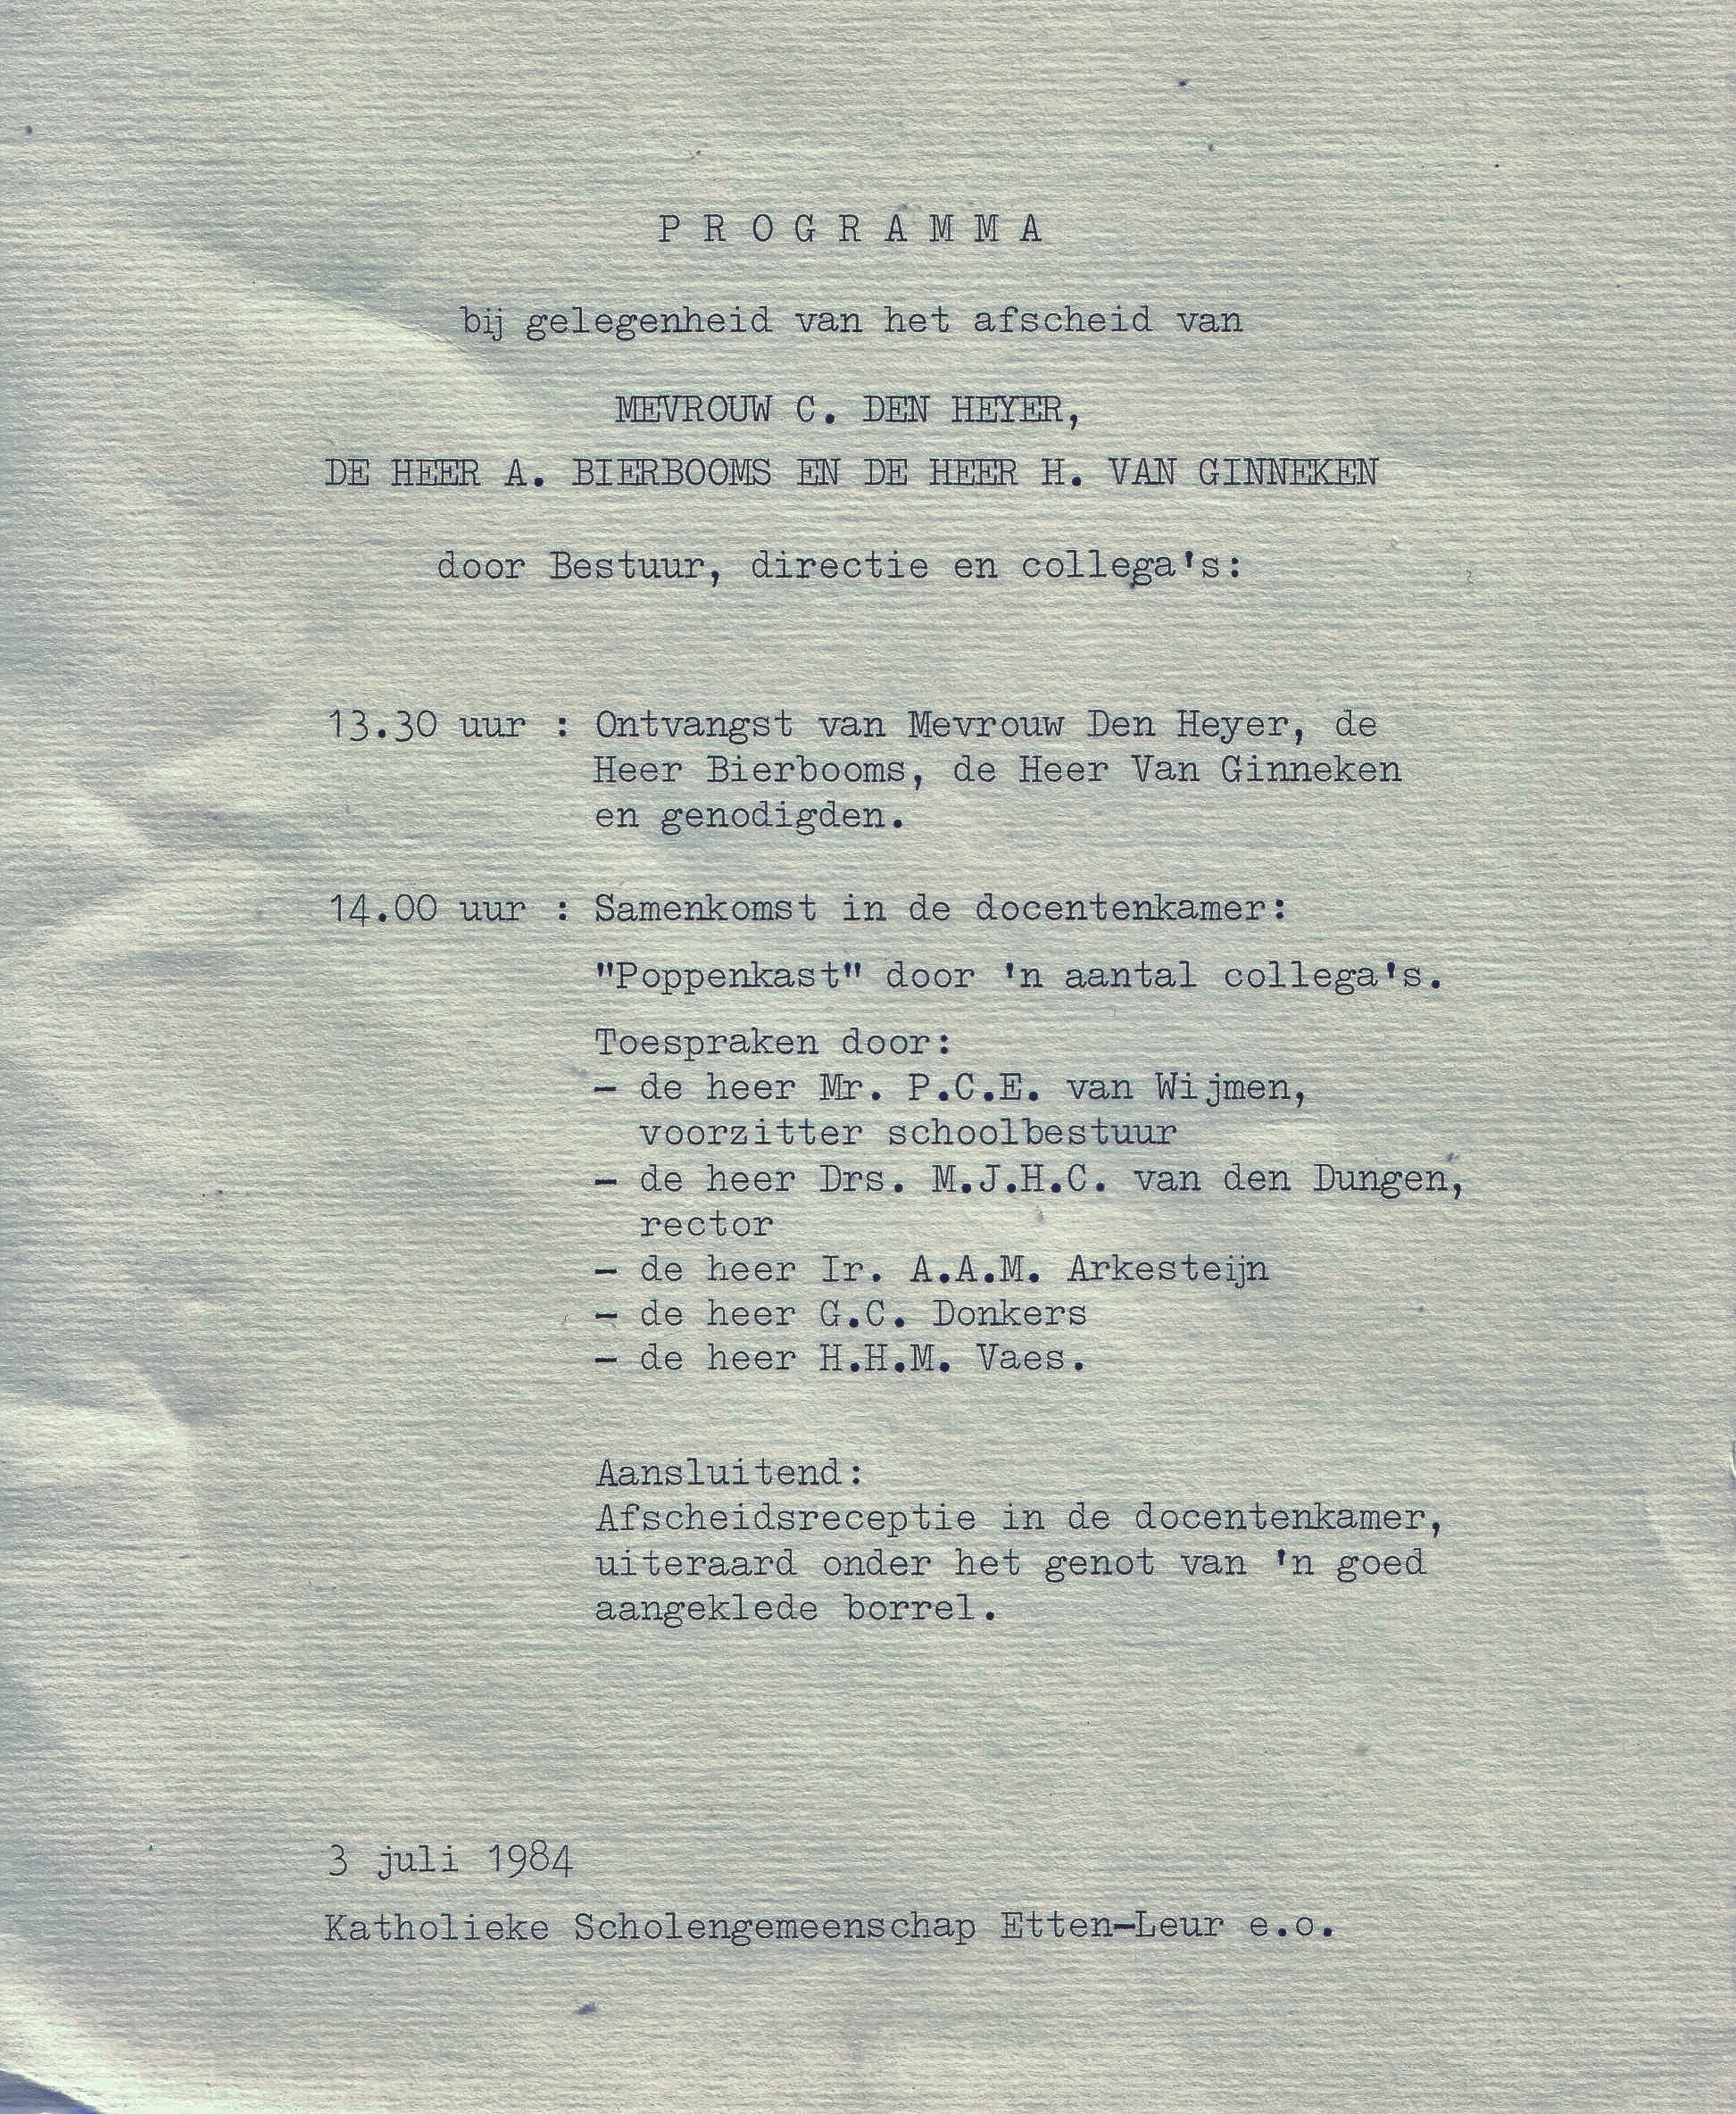 P R O G R A M M A
bij gelegenheid van het afscheid van
MEVROUW C. DEN HEYER,
DE HEER A. BIERBOOMS EN DE HEER H. VAN GINNEKEN
door Bestuur, directie en collega's:
13.30 uur : Ontvangst van Mevrouw Den Heyer, de
Heer Bierbooms, de Heer Van Ginneken
en genodigden.
14.00 uur : Samenkomst in de docentenkamer:
"Poppenkast" door 'n aantal collega's.
Toespraken door:
- de heer Mr. P.C.E. van Wijmen,
voorzitter schoolbestuur
- de heer Drs. M.J.H.C. van den Dungen,
rector
- de heer Ir. A.A.M. Arkesteijn
- de heer G.C. Donkers
- de heer H.H.M. Vaes.
Aansluitend:
Afscheidsreceptie in de docentenkamer,
uiteraard onder het genot van 'n goed
aangeklede borrel.
3 juli 1984
Katholieke Scholengemeenschap Etten-Leur e.o.